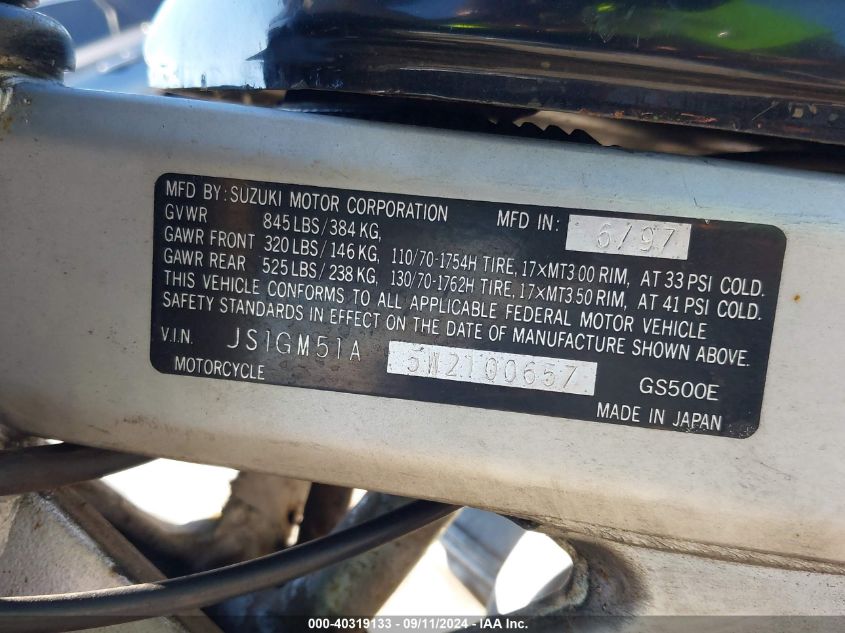 MFD BY: SUZUKI MOTOR CORPORATION MFD IN: 6/97
GVWR 845 LBS/384 KG,
GAWR FRONT 320 LBS/146 KG, 110/70-1754H TIRE, 17×MT3.00 RIM, AT 33 PSI COLD.
GAWR REAR 525 LBS/238 KG, 130/70-1762H TIRE, 17×MT3.50 RIM, AT 41 PSI COLD.
THIS VEHICLE CONFORMS TO ALL APPLICABLE FEDERAL MOTOR VEHICLE
SAFETY STANDARDS IN EFFECT ON THE DATE OF MANUFACTURE SHOWN ABOVE.
V.I.N. JS1GM51A 5W2100657
MOTORCYCLE GS500E
MADE IN JAPAN
000-40319133 - 09/11/2024 - IAA Inc.